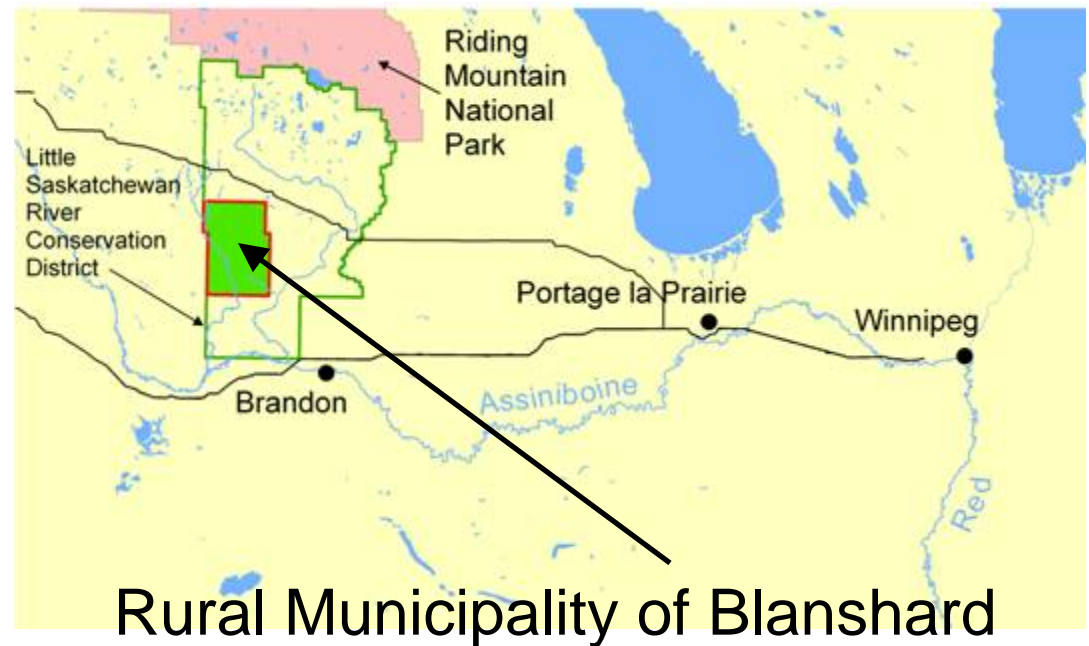 Riding
Mountain
National
Park
Little
Saskatchewan
River
Conservation
District
Portage la Prairie
Winnipeg
Brandon
Assiniboine
Red
Rural Municipality of Blanshard